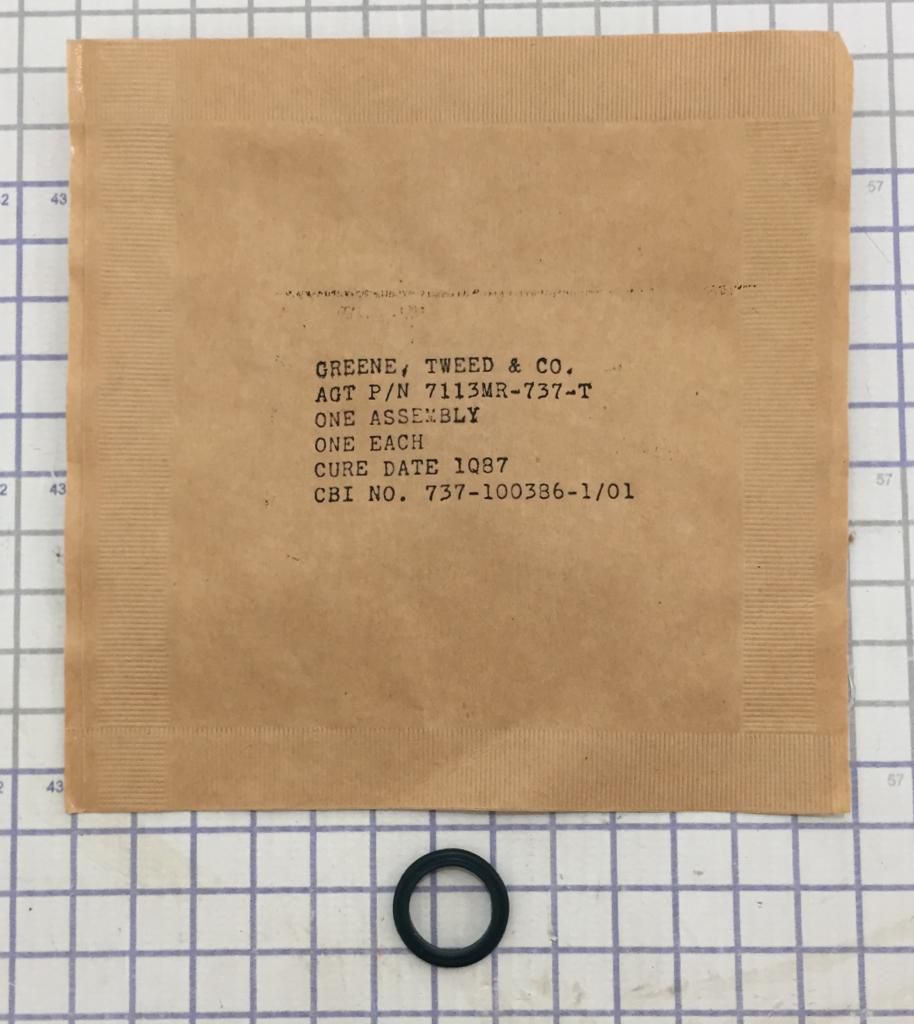 GREENE, TWEED & CO.
AGT P/N 7113MR-737-T
ONE ASSEMBLY
ONE EACH
CURE DATE 1Q87
CBI NO. 737-100386-1/01
43
57
2
43
57
43
57